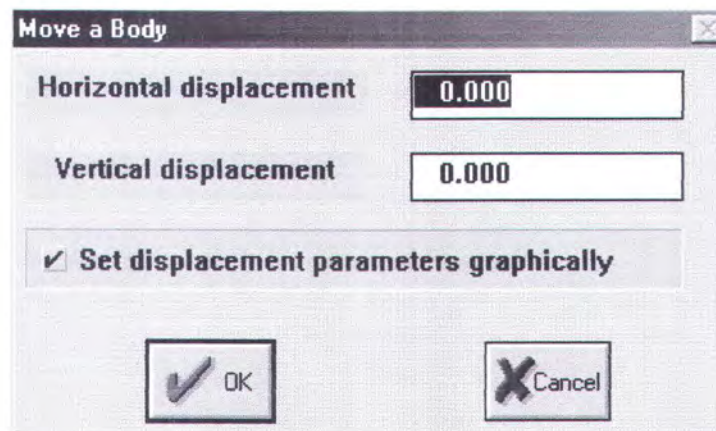 Move a Body
Horizontal displacement 0.000
Vertical displacement 0.000
Set displacement parameters graphically
OK Cancel